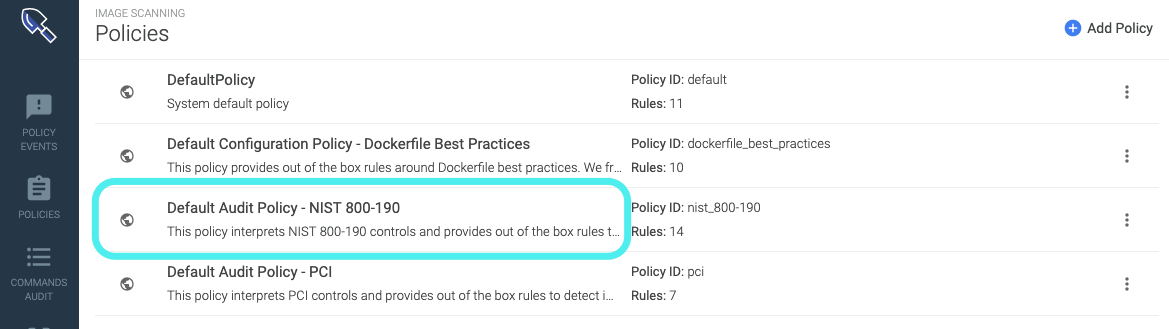 IMAGE SCANNING
Policies
Add Policy
POLICY
EVENTS
POLICIES
COMMANDS
AUDIT
DefaultPolicy
System default policy
Policy ID: default
Rules: 11
Default Configuration Policy - Dockerfile Best Practices
This policy provides out of the box rules around Dockerfile best practices. We fr...
Policy ID: dockerfile_best_practices
Rules: 10
Default Audit Policy - NIST 800-190
This policy interprets NIST 800-190 controls and provides out of the box rules t...
Policy ID: nist_800-190
Rules: 14
Default Audit Policy - PCI
This policy interprets PCI controls and provides out of the box rules to detect i...
Policy ID: pci
Rules: 7